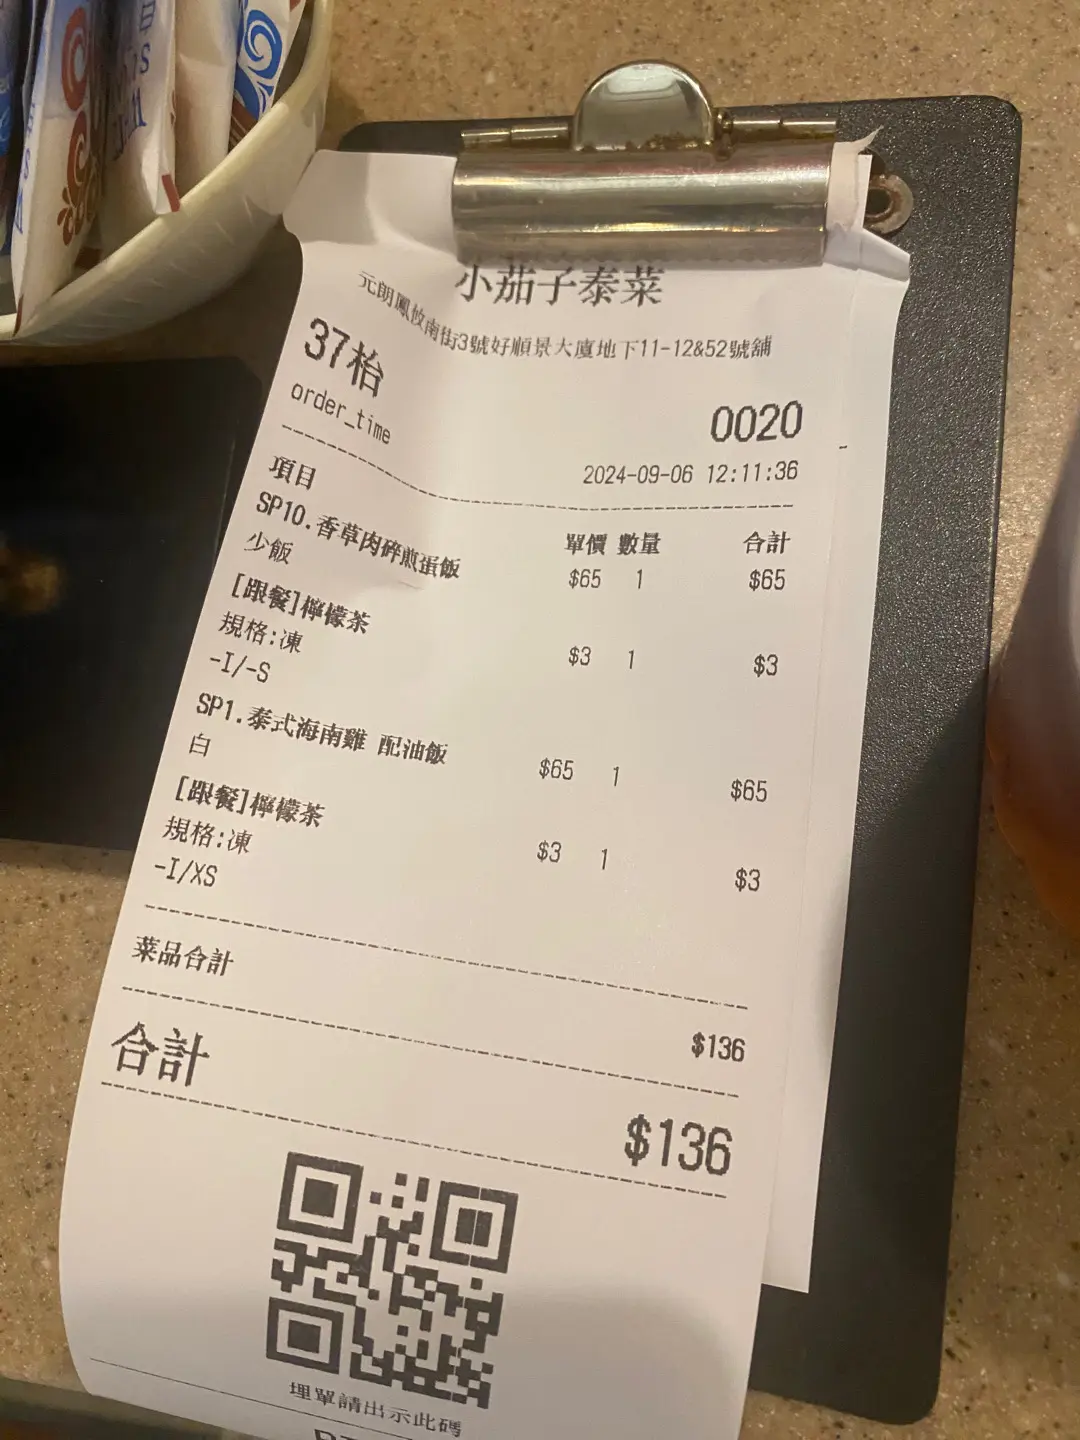 小茄子泰菜
元朗鳳攸南街3號好順景大廈地下11-12&52號舖
37枱
0020
order_time
2024-09-06 12:11:36
項目 單價 數量 合計
SP10.香草肉碎煎蛋飯 $65 1 $65
少飯
[跟餐]檸檬茶 $3 1 $3
規格:凍
-I/-S
SP1.泰式海南雞 配油飯 $65 1 $65
白
[跟餐]檸檬茶 $3 1 $3
規格:凍
-I/XS
菜品合計 $136
合計 $136
埋單請出示此碼